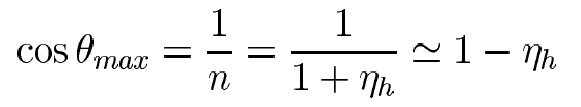 cos θ_max = 1/n = 1/(1 + η_h) ≃ 1 − η_h